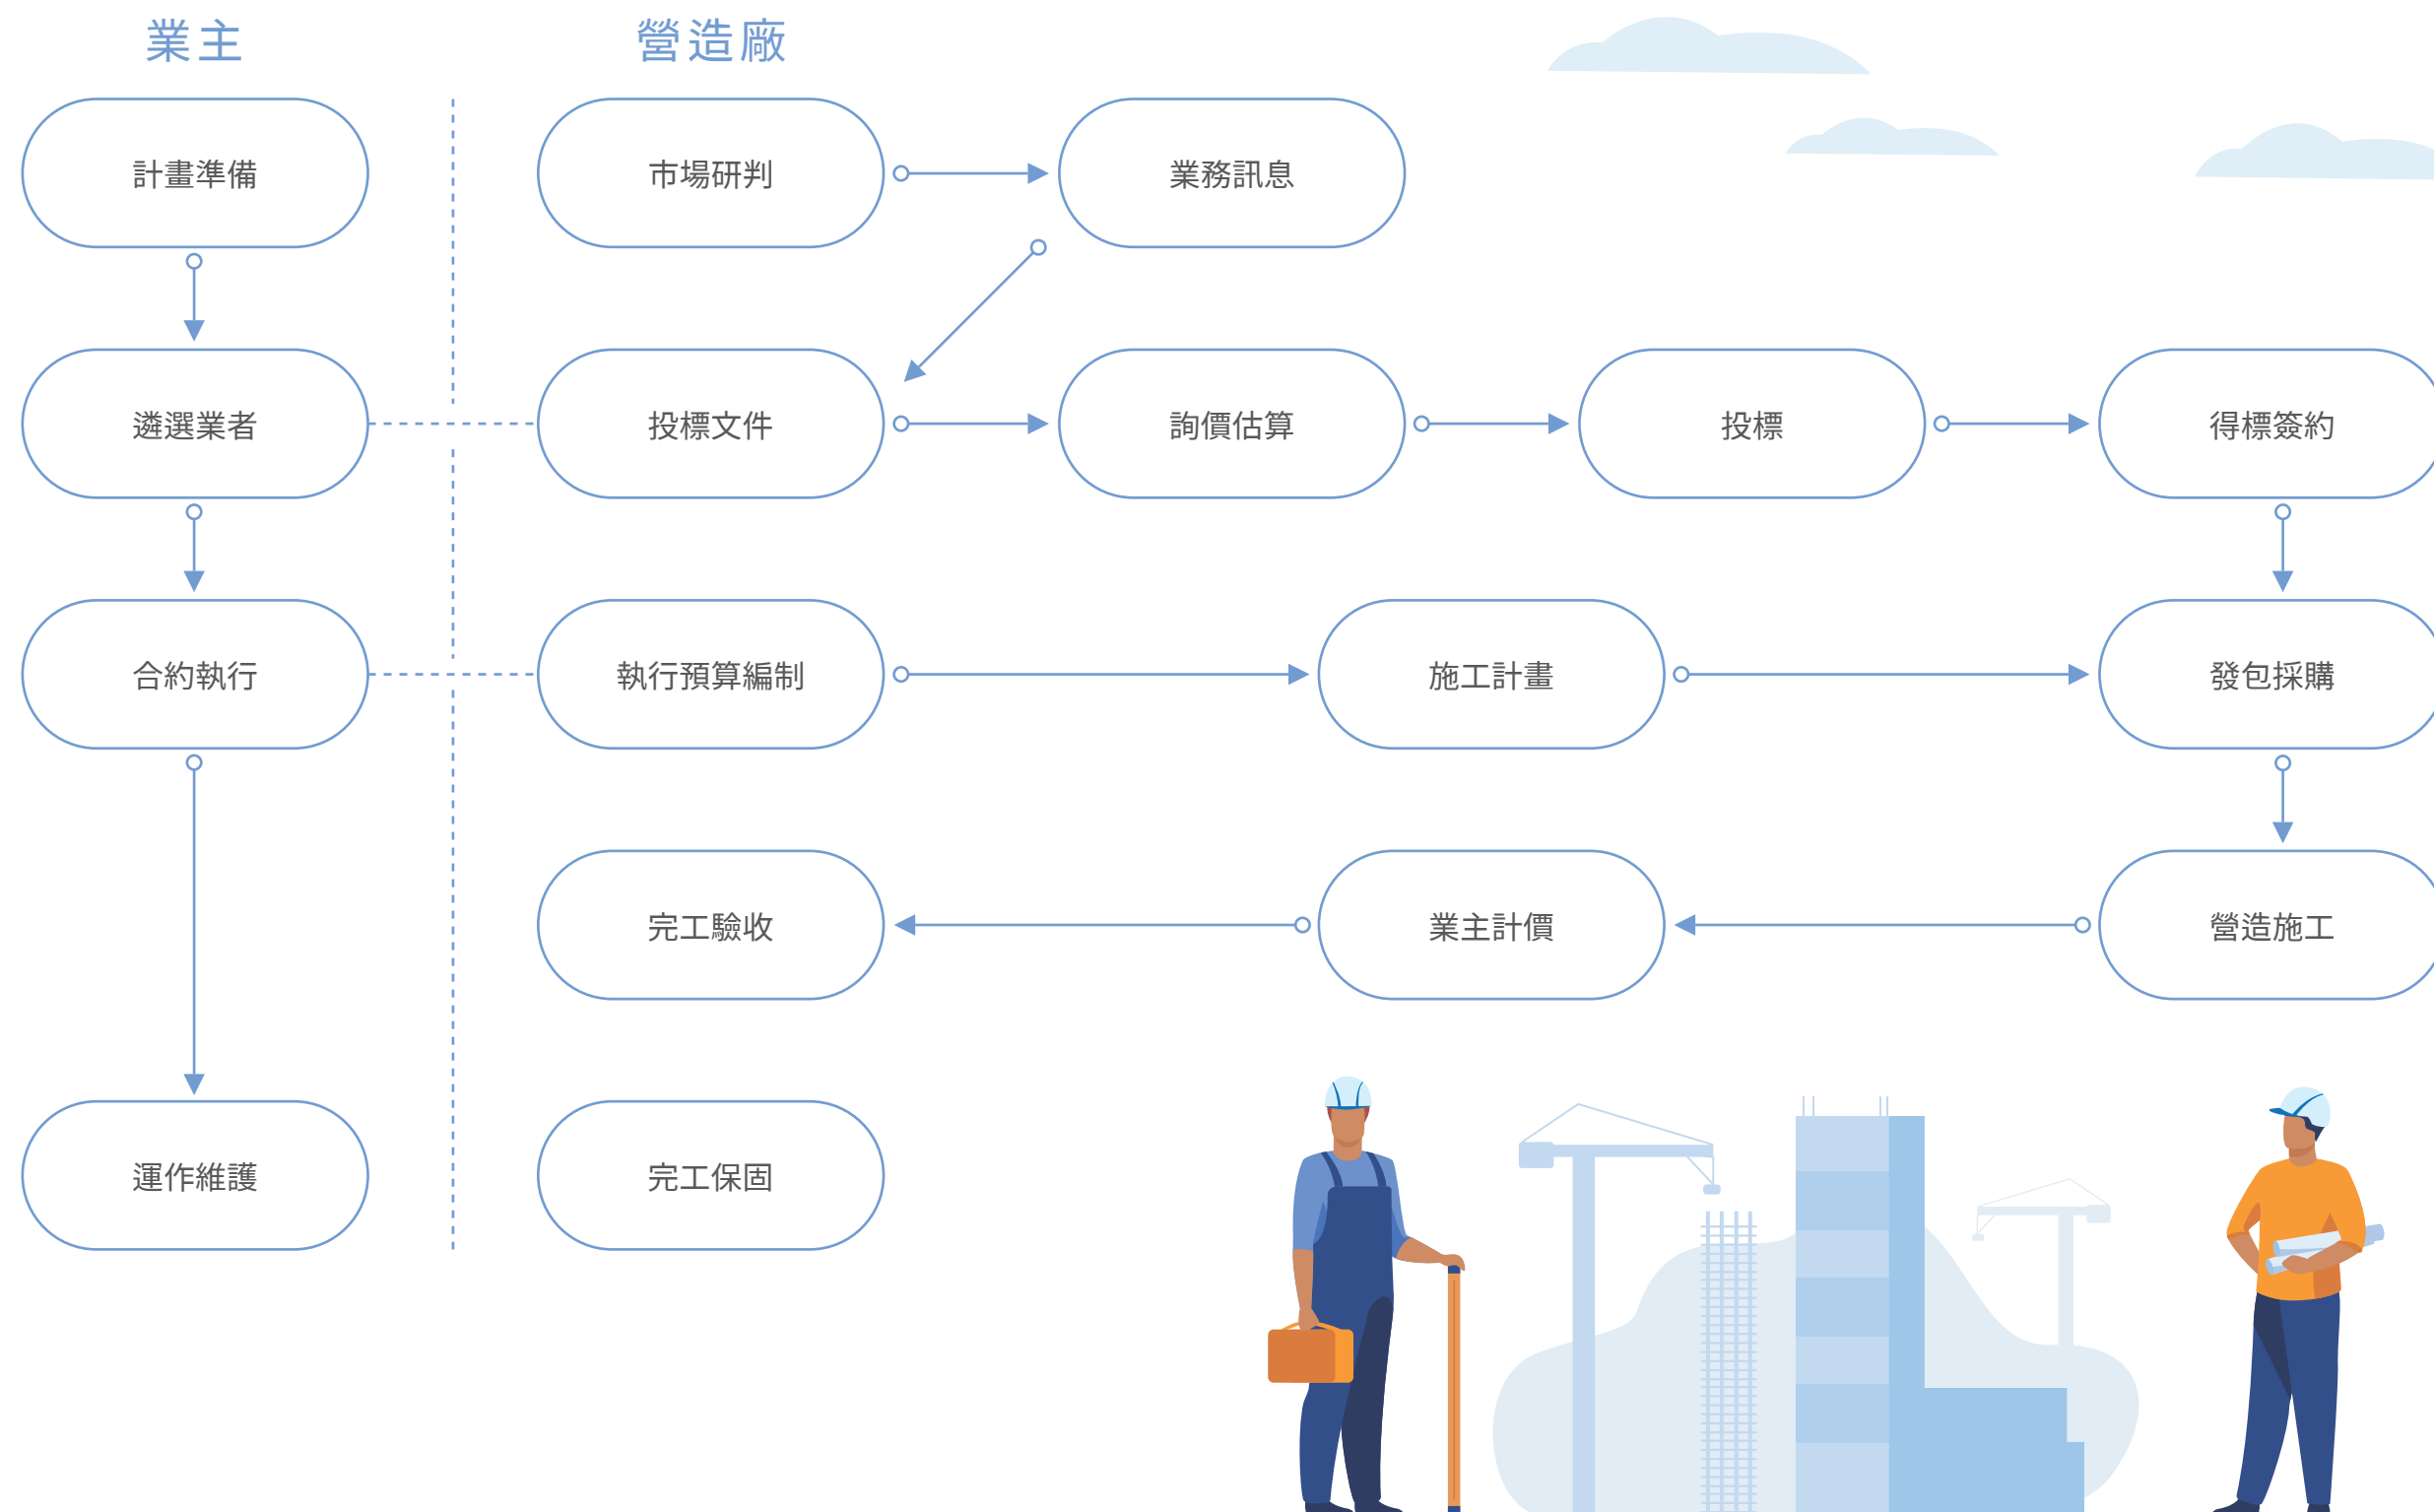 業主
營造廠
計畫準備
市場研判
業務訊息
遴選業者
投標文件
詢價估算
投標
得標簽約
合約執行
執行預算編制
施工計畫
發包採購
完工驗收
業主計價
營造施工
運作維護
完工保固